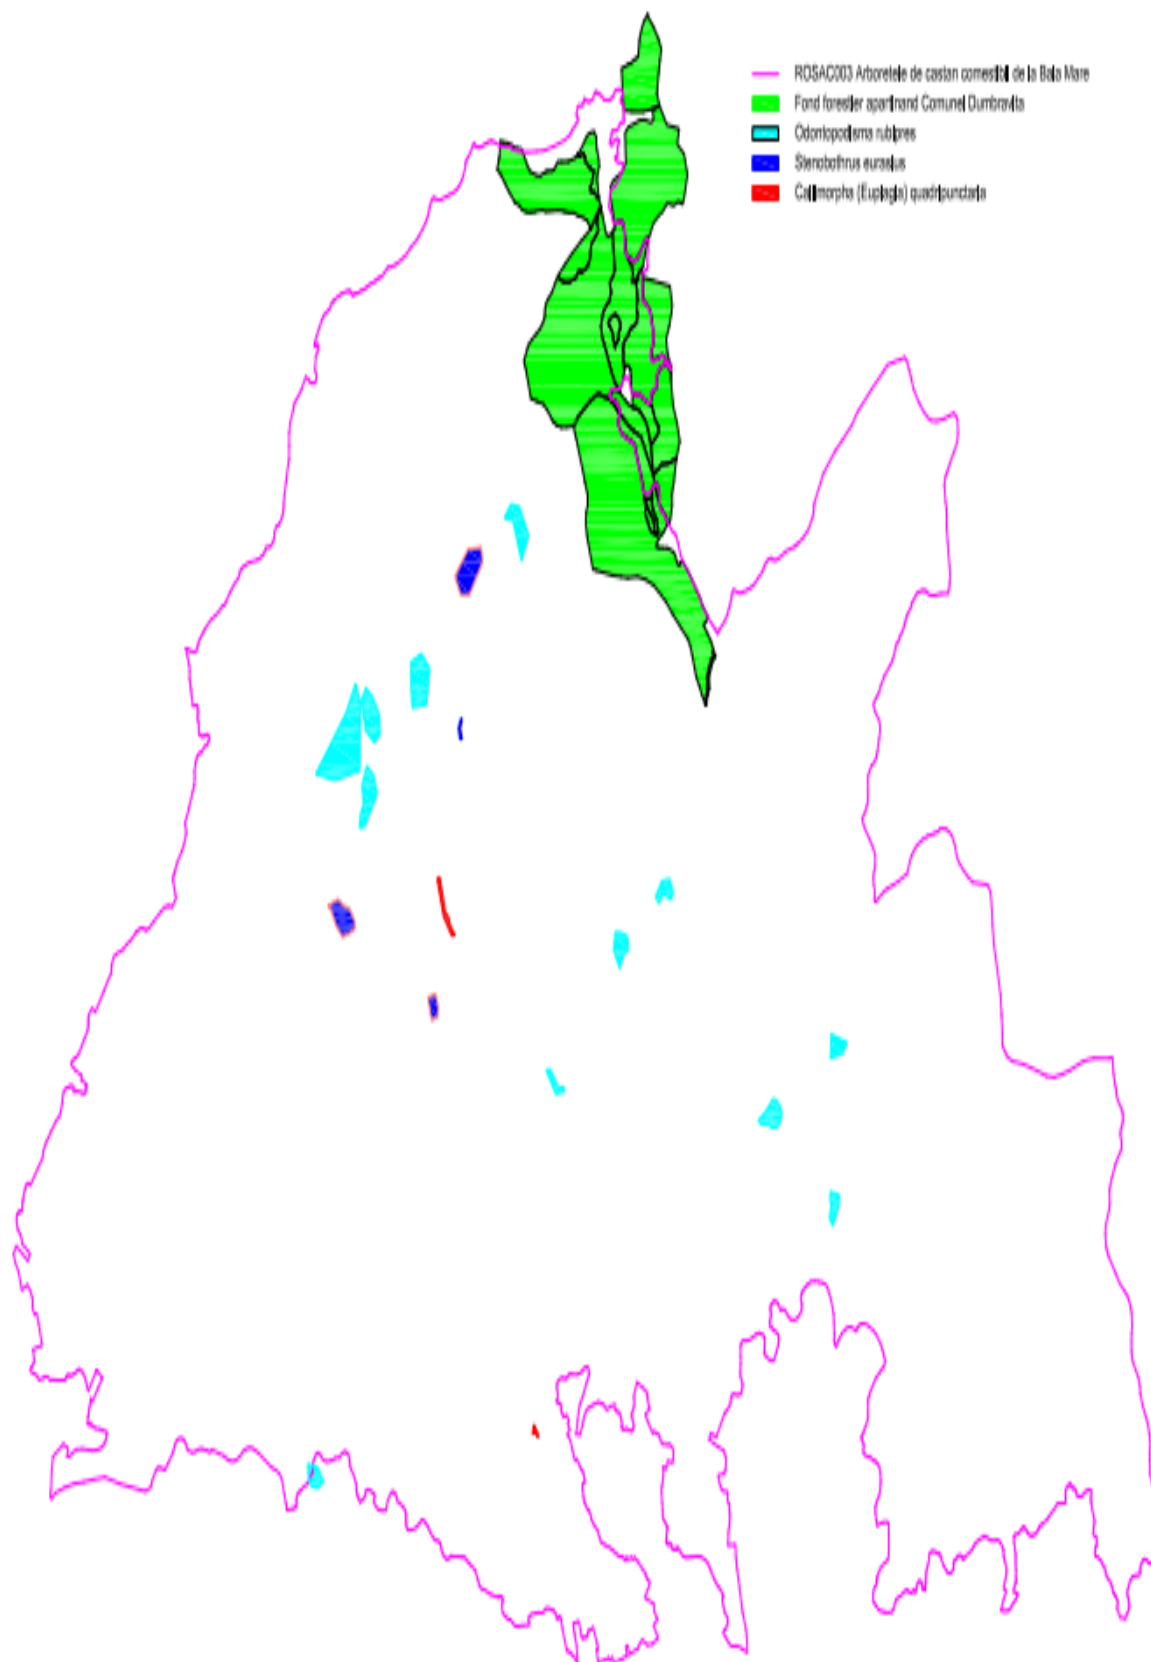 ROSAC003 Arboretele de castan comestibil de la Baia Mare
Fond forestier apartinand Comunei Dumbravita
Odontopodisma rubripes
Stenobothrus eurasius
Callimorpha (Euplagia) quadripunctaria